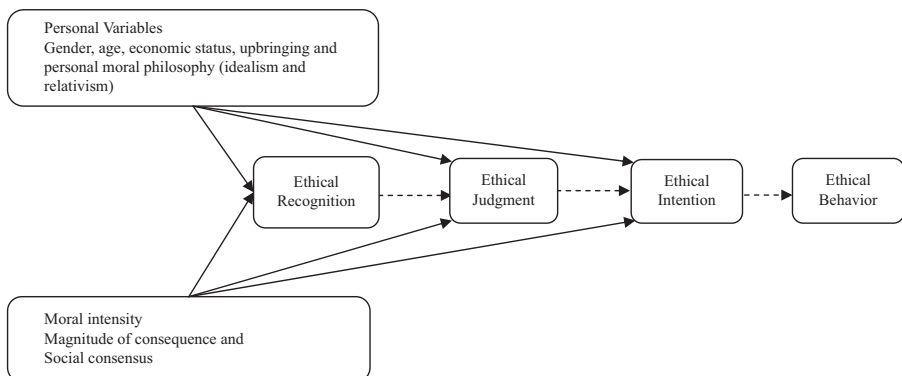 Personal Variables
Gender, age, economic status, upbringing and
personal moral philosophy (idealism and
relativism)
Ethical
Recognition
Ethical
Judgment
Ethical
Intention
Ethical
Behavior
Moral intensity
Magnitude of consequence and
Social consensus